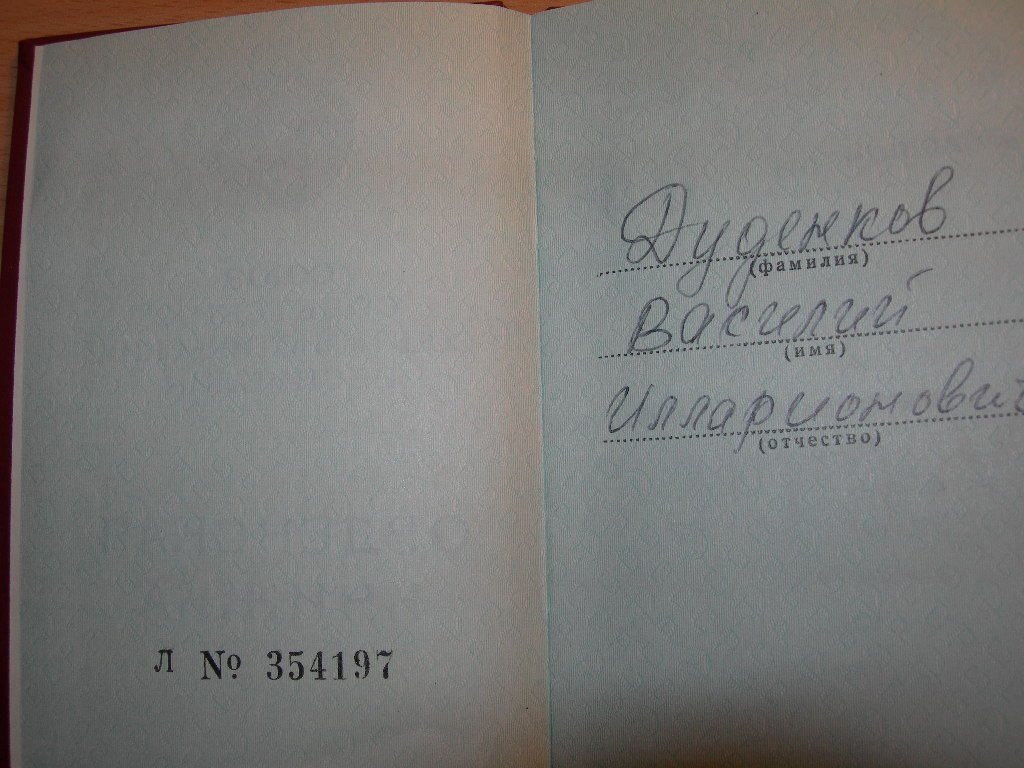 Л № 354197
Дуденков
(фамилия)
Василий
(имя)
Илларионович
(отчество)